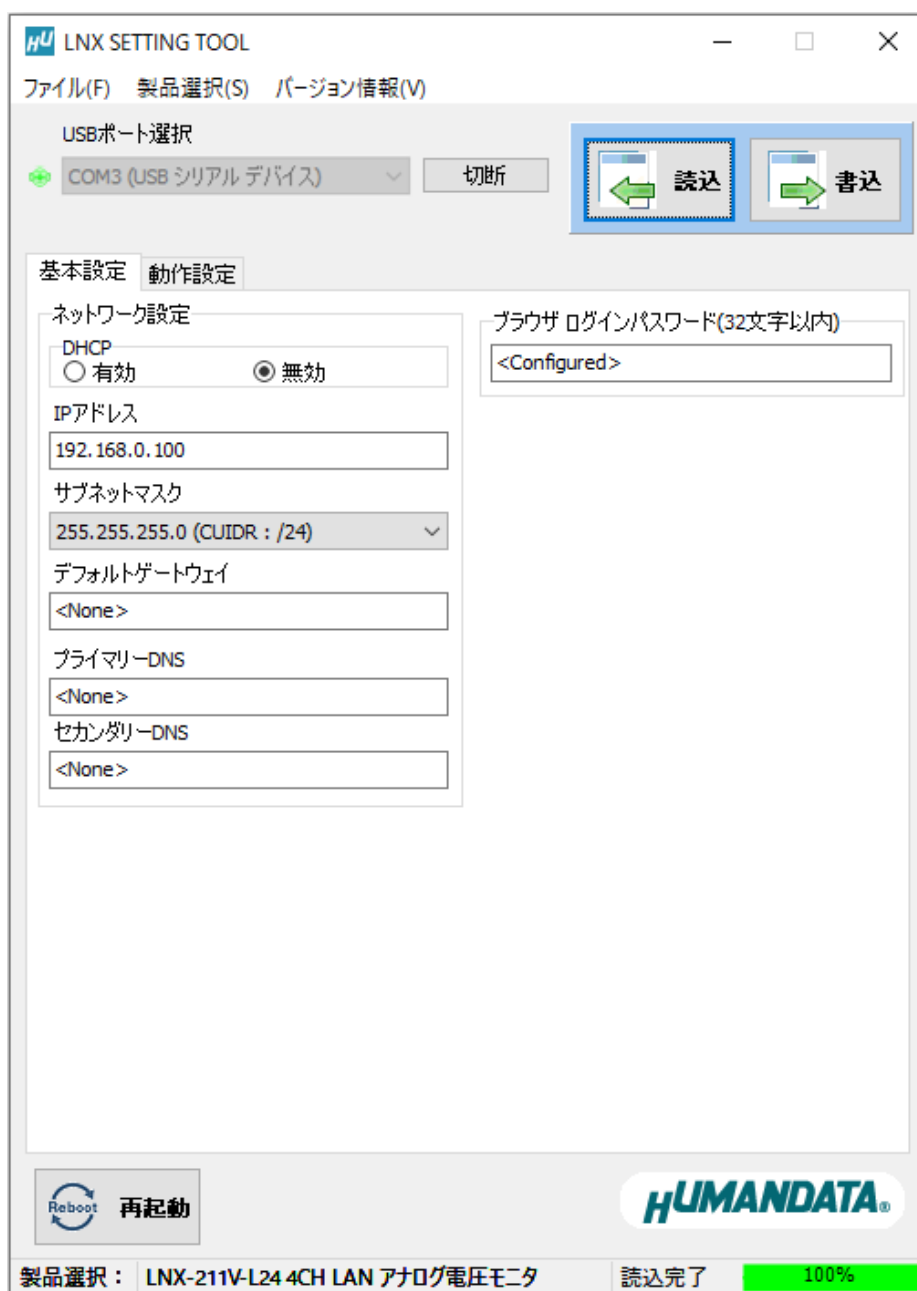 HU LNX SETTING TOOL
ファイル(F) 製品選択(S) バージョン情報(V)
USBポート選択
COM3 (USB シリアル デバイス) 切断 読込 書込
基本設定 動作設定
ネットワーク設定
DHCP
有効 無効
IPアドレス
192.168.0.100
サブネットマスク
255.255.255.0 (CUIDR : /24)
デフォルトゲートウェイ
<None>
プライマリーDNS
<None>
セカンダリーDNS
<None>
ブラウザ ログインパスワード(32文字以内)
<Configured>
Reboot 再起動
HUMANDATA®
製品選択： LNX-211V-L24 4CH LAN アナログ電圧モニタ 読込完了 100%